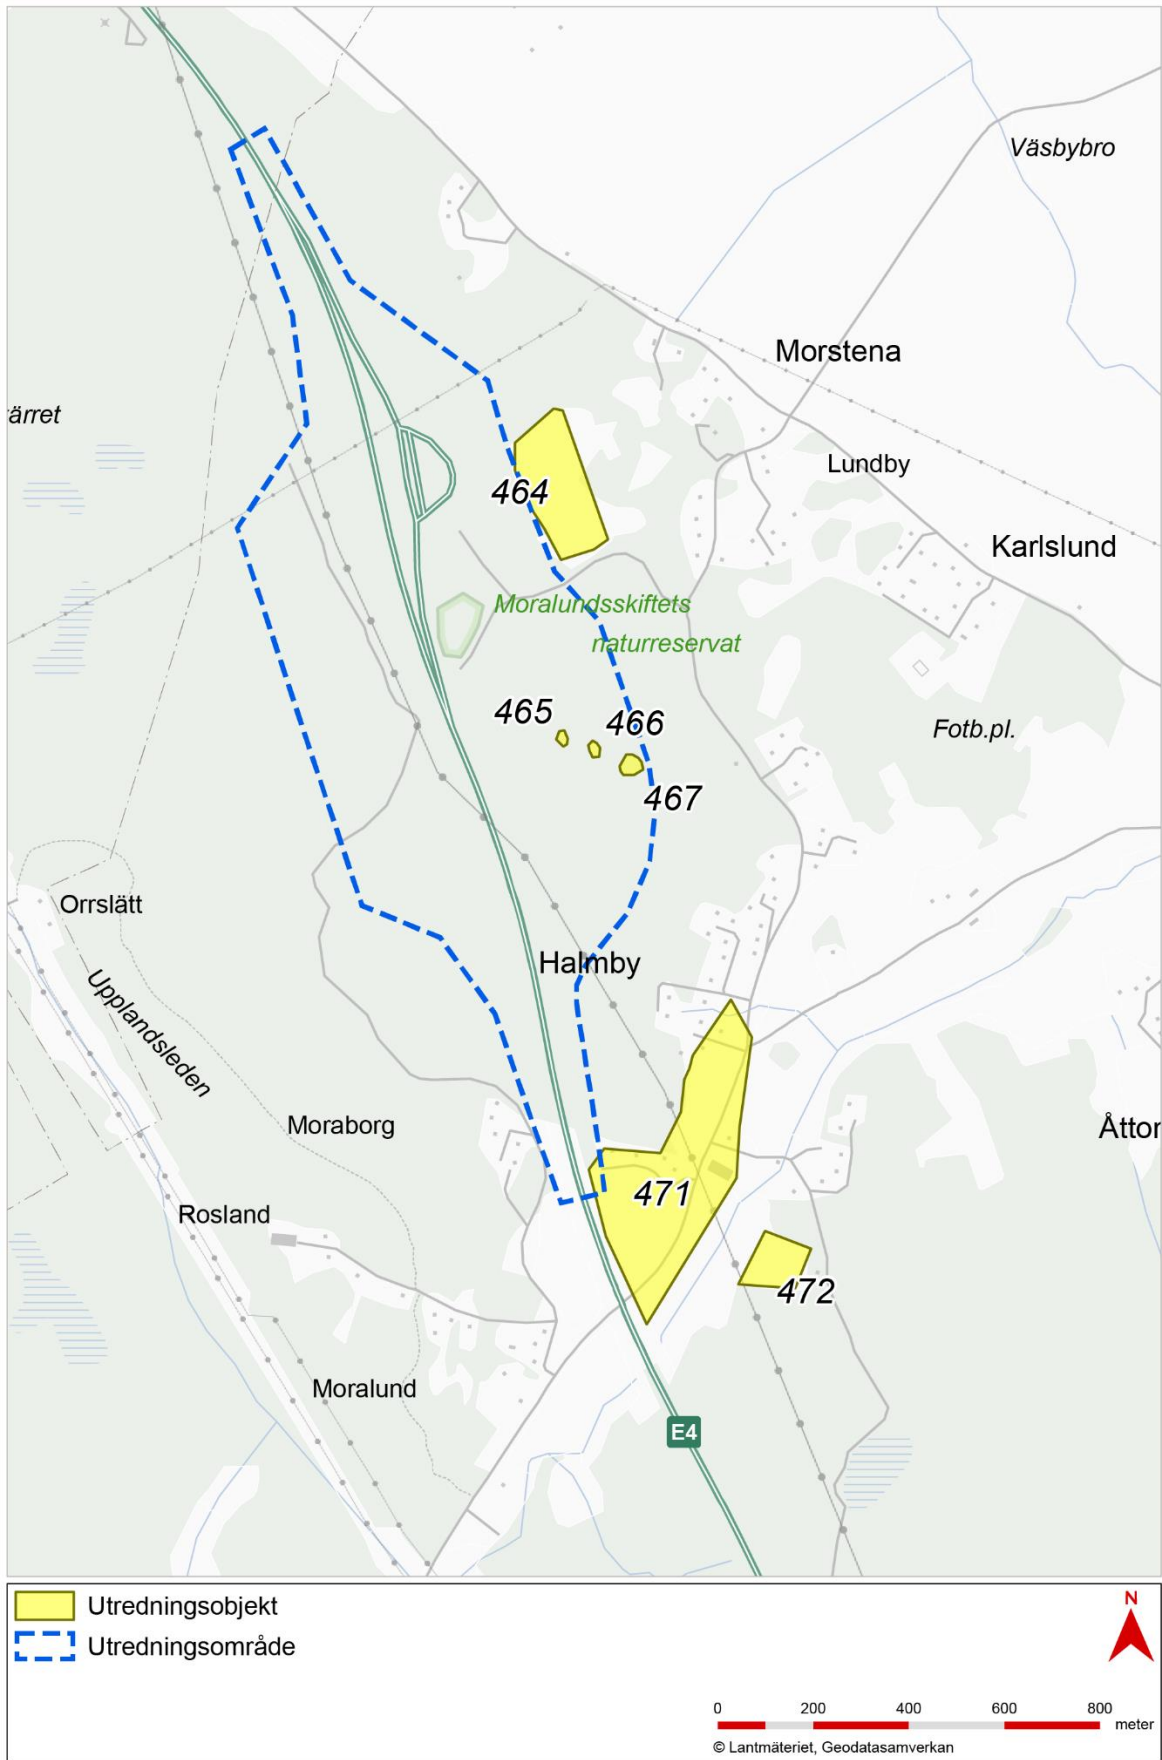 Väsbybro
Morstena
ärret
Lundby
464
Karlslund
Moralundsskiftets
naturreservat
465
466
Fotb.pl.
467
Orrslätt
Halmby
Upplandsleden
Moraborg
Åttor
471
Rosland
472
Moralund
E4
Utredningsobjekt
Utredningsområde
N
0 200 400 600 800
meter
© Lantmäteriet, Geodatasamverkan